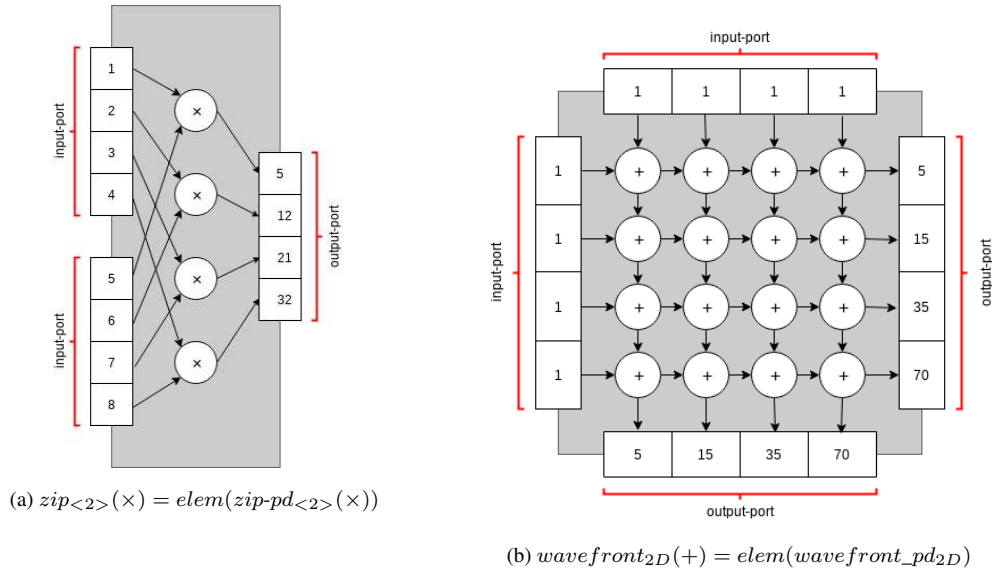 input-port
1
2
3
4
input-port
5
6
7
8
×
×
×
×
5
12
21
32
output-port
(a) zip<2>(×) = elem(zip-pd<2>(×))
input-port
1 1 1 1
input-port
1 + + + + 5
1 + + + + 15
1 + + + + 35
1 + + + + 70
output-port
5 15 35 70
output-port
(b) wavefront2D(+) = elem(wavefront_pd2D)